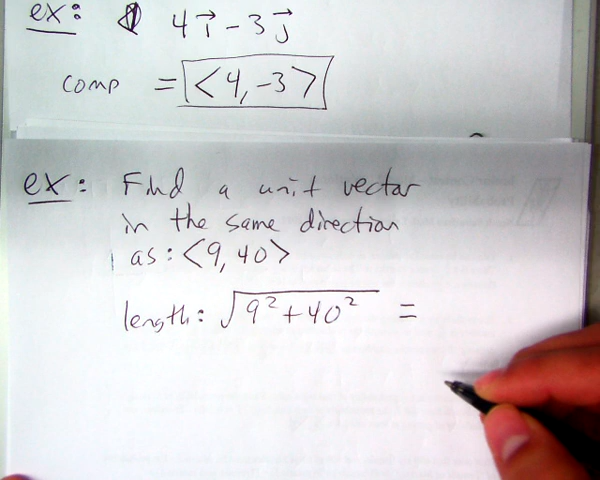 ex: 4i⃗ - 3j⃗
comp = <4, -3>
ex: Find a unit vector
in the same direction
as: <9, 40>
length: √(9² + 40²) =